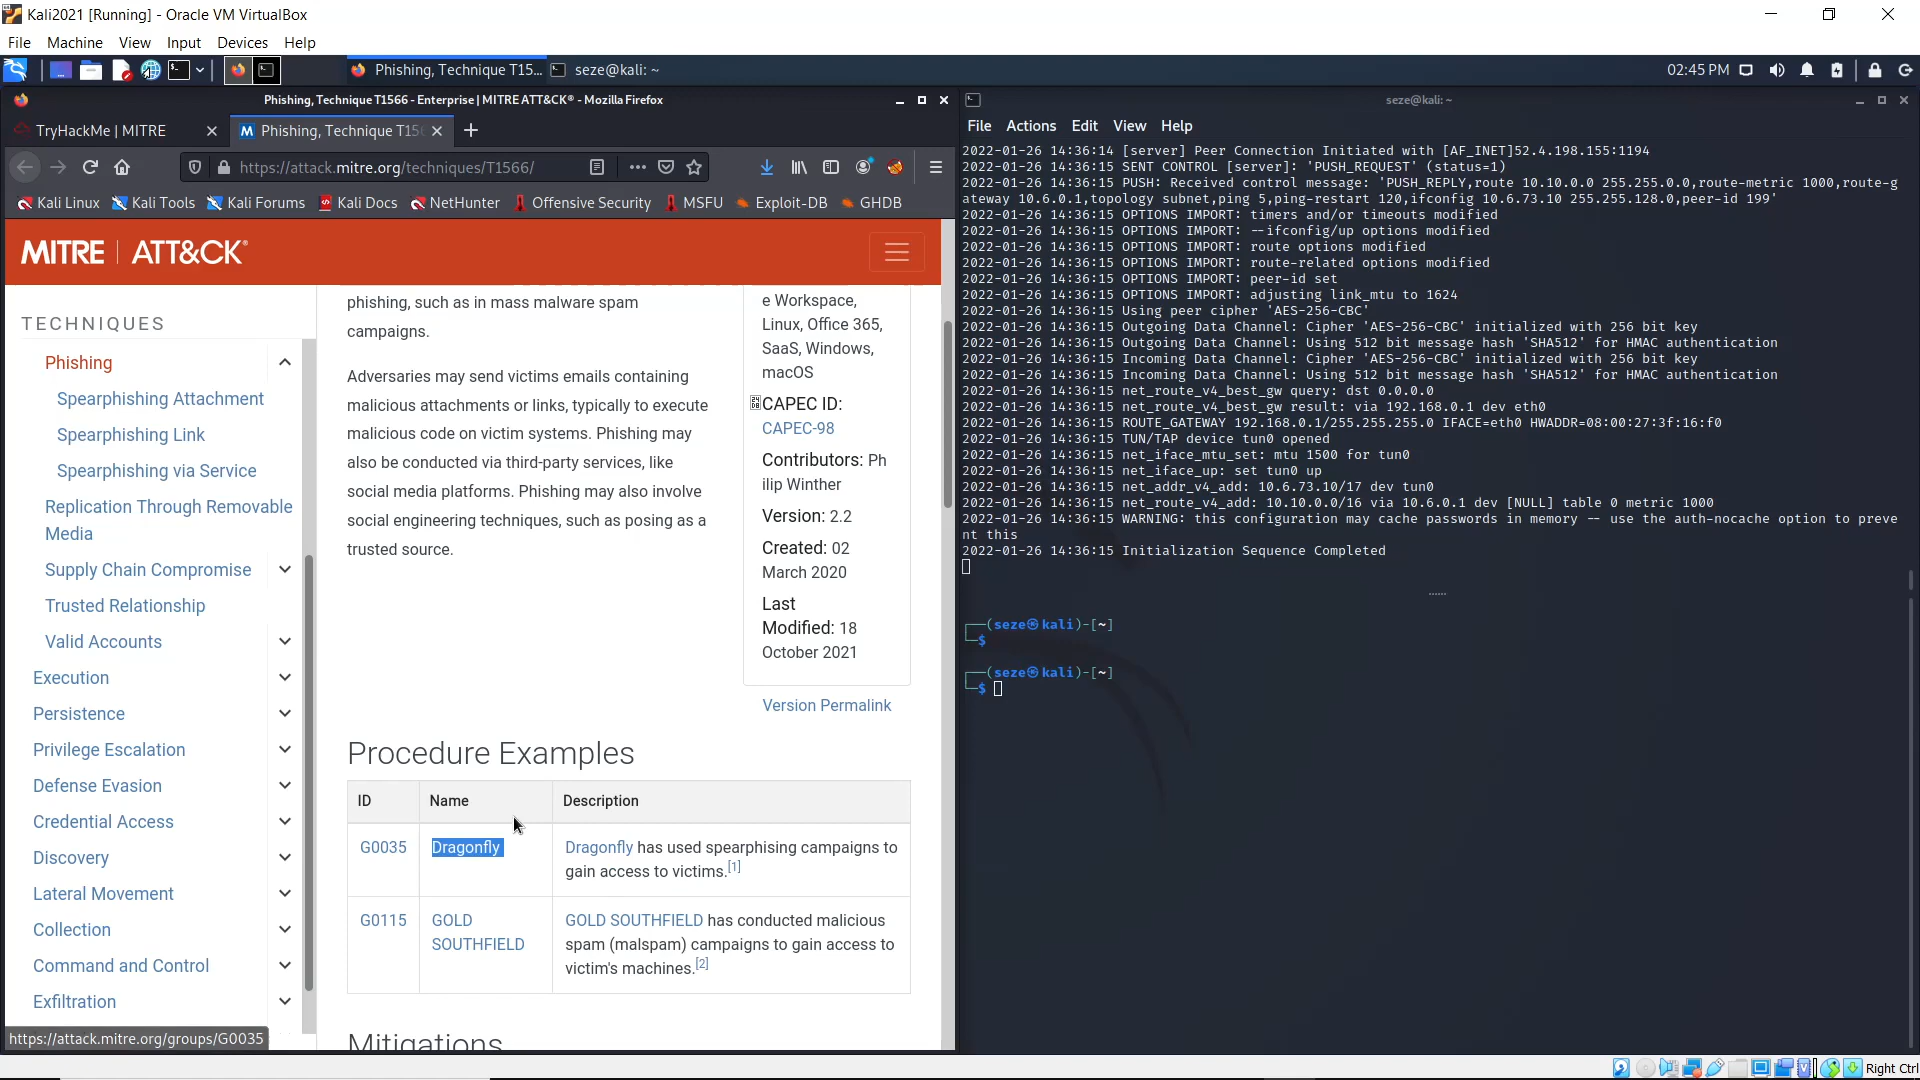 Kali2021 [Running] - Oracle VM VirtualBox
File Machine View Input Devices Help
Phishing, Technique T15... seze@kali: ~
02:45 PM
Phishing, Technique T1566 - Enterprise | MITRE ATT&CK® - Mozilla Firefox
TryHackMe | MITRE
Phishing, Technique T15
https://attack.mitre.org/techniques/T1566/
Kali Linux Kali Tools Kali Forums Kali Docs NetHunter Offensive Security MSFU Exploit-DB GHDB
MITRE | ATT&CK®
TECHNIQUES
Phishing
Spearphishing Attachment
Spearphishing Link
Spearphishing via Service
Replication Through Removable
Media
Supply Chain Compromise
Trusted Relationship
Valid Accounts
Execution
Persistence
Privilege Escalation
Defense Evasion
Credential Access
Discovery
Lateral Movement
Collection
Command and Control
Exfiltration
https://attack.mitre.org/groups/G0035
phishing, such as in mass malware spam
campaigns.
Adversaries may send victims emails containing
malicious attachments or links, typically to execute
malicious code on victim systems. Phishing may
also be conducted via third-party services, like
social media platforms. Phishing may also involve
social engineering techniques, such as posing as a
trusted source.
e Workspace,
Linux, Office 365,
SaaS, Windows,
macOS
CAPEC ID:
CAPEC-98
Contributors: Ph
ilip Winther
Version: 2.2
Created: 02
March 2020
Last
Modified: 18
October 2021
Version Permalink
Procedure Examples
ID Name Description
G0035 Dragonfly Dragonfly has used spearphising campaigns to
gain access to victims.[1]
G0115 GOLD GOLD SOUTHFIELD has conducted malicious
SOUTHFIELD spam (malspam) campaigns to gain access to
victim's machines.[2]
Mitigations
seze@kali: ~
File Actions Edit View Help
2022-01-26 14:36:14 [server] Peer Connection Initiated with [AF_INET]52.4.198.155:1194
2022-01-26 14:36:15 SENT CONTROL [server]: 'PUSH_REQUEST' (status=1)
2022-01-26 14:36:15 PUSH: Received control message: 'PUSH_REPLY,route 10.10.0.0 255.255.0.0,route-metric 1000,route-g
ateway 10.6.0.1,topology subnet,ping 5,ping-restart 120,ifconfig 10.6.73.10 255.255.128.0,peer-id 199'
2022-01-26 14:36:15 OPTIONS IMPORT: timers and/or timeouts modified
2022-01-26 14:36:15 OPTIONS IMPORT: --ifconfig/up options modified
2022-01-26 14:36:15 OPTIONS IMPORT: route options modified
2022-01-26 14:36:15 OPTIONS IMPORT: route-related options modified
2022-01-26 14:36:15 OPTIONS IMPORT: peer-id set
2022-01-26 14:36:15 OPTIONS IMPORT: adjusting link_mtu to 1624
2022-01-26 14:36:15 Using peer cipher 'AES-256-CBC'
2022-01-26 14:36:15 Outgoing Data Channel: Cipher 'AES-256-CBC' initialized with 256 bit key
2022-01-26 14:36:15 Outgoing Data Channel: Using 512 bit message hash 'SHA512' for HMAC authentication
2022-01-26 14:36:15 Incoming Data Channel: Cipher 'AES-256-CBC' initialized with 256 bit key
2022-01-26 14:36:15 Incoming Data Channel: Using 512 bit message hash 'SHA512' for HMAC authentication
2022-01-26 14:36:15 net_route_v4_best_gw query: dst 0.0.0.0
2022-01-26 14:36:15 net_route_v4_best_gw result: via 192.168.0.1 dev eth0
2022-01-26 14:36:15 ROUTE_GATEWAY 192.168.0.1/255.255.255.0 IFACE=eth0 HWADDR=08:00:27:3f:16:f0
2022-01-26 14:36:15 TUN/TAP device tun0 opened
2022-01-26 14:36:15 net_iface_mtu_set: mtu 1500 for tun0
2022-01-26 14:36:15 net_iface_up: set tun0 up
2022-01-26 14:36:15 net_addr_v4_add: 10.6.73.10/17 dev tun0
2022-01-26 14:36:15 net_route_v4_add: 10.10.0.0/16 via 10.6.0.1 dev [NULL] table 0 metric 1000
2022-01-26 14:36:15 WARNING: this configuration may cache passwords in memory -- use the auth-nocache option to preve
nt this
2022-01-26 14:36:15 Initialization Sequence Completed
┌──(seze㉿kali)-[~]
└─$
┌──(seze㉿kali)-[~]
└─$
Right Ctrl